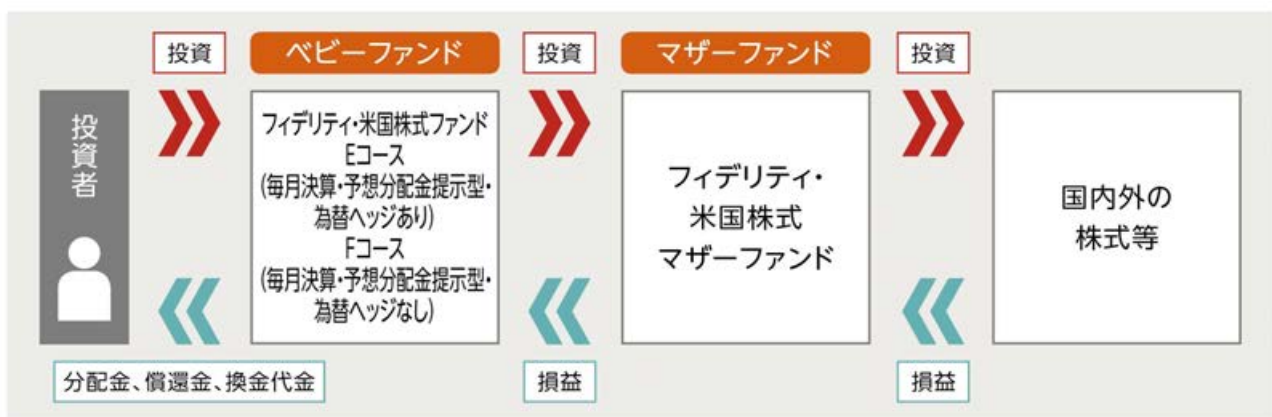 投資
ベビーファンド
投資
マザーファンド
投資
投資者
フィデリティ・米国株式ファンド
Eコース
(毎月決算・予想分配金提示型・
為替ヘッジあり)
Fコース
(毎月決算・予想分配金提示型・
為替ヘッジなし)
フィデリティ・
米国株式
マザーファンド
国内外の
株式等
分配金、償還金、換金代金
損益
損益